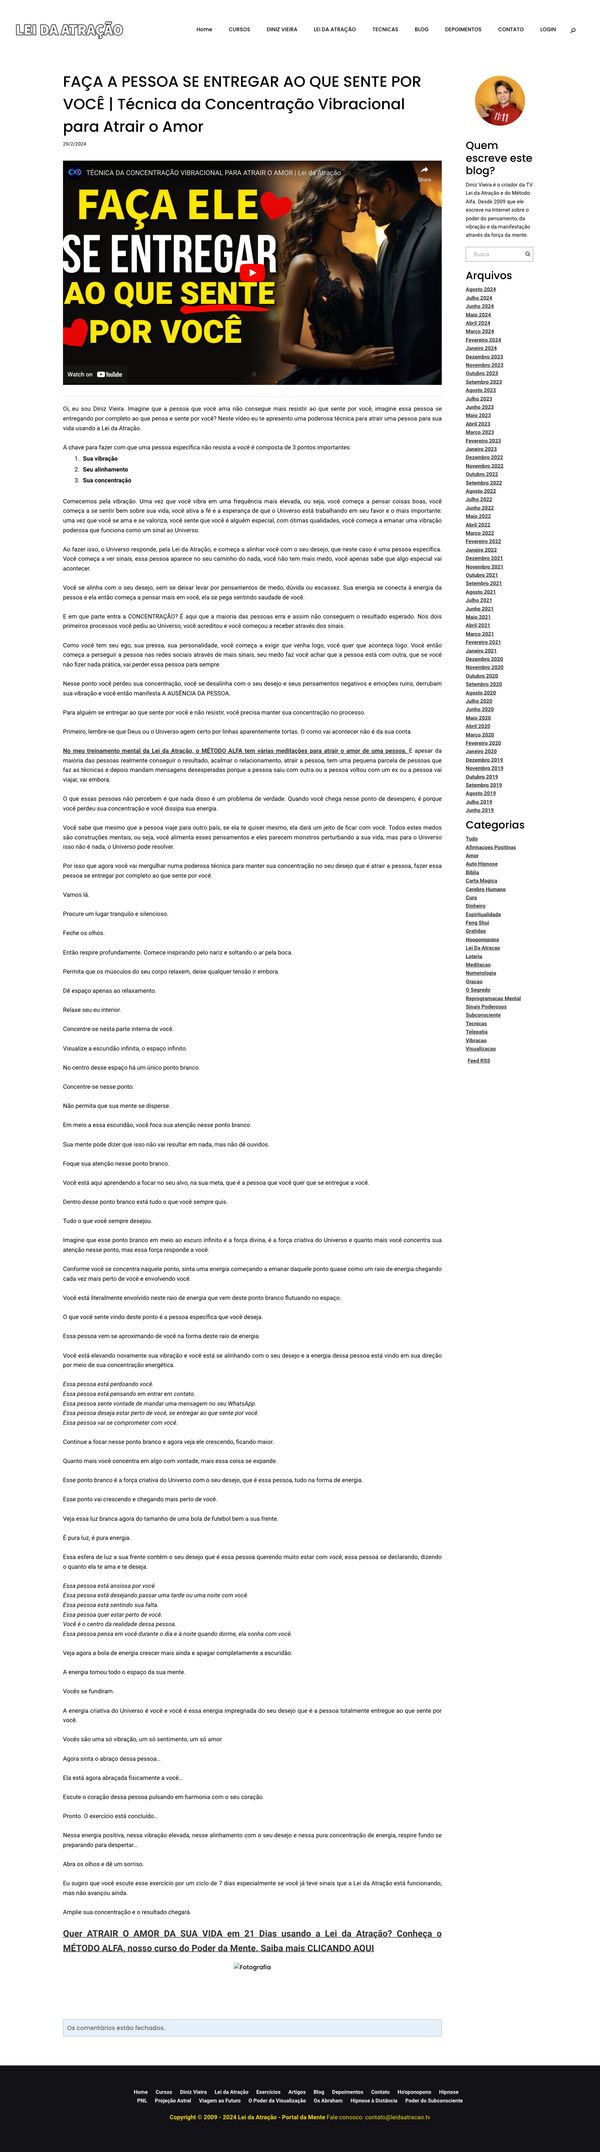 LEI DA ATRAÇÃO
Home
CURSOS
DINIZ VIEIRA
LEI DA ATRAÇÃO
TECNICAS
BLOG
DEPOIMENTOS
CONTATO
LOGIN
FAÇA A PESSOA SE ENTREGAR AO QUE SENTE POR
VOCÊ | Técnica da Concentração Vibracional
para Atrair o Amor
29/2/2024
TÉCNICA DA CONCENTRAÇÃO VIBRACIONAL PARA ATRAIR O AMOR | Lei da Atração
Share
FAÇA ELE
SE ENTREGAR
AO QUE SENTE
POR VOCÊ
Watch on YouTube
Oi, eu sou Diniz Vieira. Imagine que a pessoa que você ama não consegue mais resistir ao que sente por você, imagine essa pessoa se
entregando por completo ao que pensa e sente por você? Neste vídeo eu te apresento uma poderosa técnica para atrair uma pessoa para sua
vida usando a Lei da Atração.
A chave para fazer com que uma pessoa específica não resista a você é composta de 3 pontos importantes:
1. Sua vibração
2. Seu alinhamento
3. Sua concentração
Comecemos pela vibração. Uma vez que você vibra em uma frequência mais elevada, ou seja, você começa a pensar coisas boas, você
começa a se sentir bem sobre sua vida, você ativa a fé e a esperança de que o Universo está trabalhando em seu favor e o mais importante:
uma vez que você se ama e se valoriza, você sente que você é alguém especial, com ótimas qualidades, você começa a emanar uma vibração
poderosa que funciona como um sinal ao Universo.
Ao fazer isso, o Universo responde, pela Lei da Atração, e começa a alinhar você com o seu desejo, que neste caso é uma pessoa específica.
Você começa a ver sinais, essa pessoa aparece no seu caminho do nada, você não tem mais medo, você apenas sabe que algo especial vai
acontecer.
Você se alinha com o seu desejo, sem se deixar levar por pensamentos de medo, dúvida ou escassez. Sua energia se conecta à energia da
pessoa e ela então começa a pensar mais em você, ela se pega sentindo saudade de você.
E em que parte entra a CONCENTRAÇÃO? É aqui que a maioria das pessoas erra e assim não conseguem o resultado esperado. Nos dois
primeiros processos você pediu ao Universo, você acreditou e você começou a receber através dos sinais.
Como você tem seu ego, sua pressa, sua personalidade, você começa a exigir que venha logo, você quer que aconteça logo. Você então
começa a perseguir a pessoa nas redes sociais através de mais sinais, seu medo faz você achar que a pessoa está com outra, que se você
não fizer nada prática, vai perder essa pessoa para sempre.
Nesse ponto você perdeu sua concentração, você se desalinha com o seu desejo e seus pensamentos negativos e emoções ruins, derrubam
sua vibração e você então manifesta A AUSÊNCIA DA PESSOA.
Para alguém se entregar ao que sente por você e não resistir, você precisa manter sua concentração no processo.
Primeiro, lembre-se que Deus ou o Universo agem certo por linhas aparentemente tortas. O como vai acontecer não é da sua conta.
No meu treinamento mental da Lei da Atração, o MÉTODO ALFA tem várias meditações para atrair o amor de uma pessoa. E apesar da
maioria das pessoas realmente conseguir o resultado, acalmar o relacionamento, atrair a pessoa, tem uma pequena parcela de pessoas que
faz as técnicas e depois mandam mensagens desesperadas porque a pessoa saiu com outra ou a pessoa voltou com um ex ou a pessoa vai
viajar, vai embora.
O que essas pessoas não percebem é que nada disso é um problema de verdade. Quando você chega nesse ponto de desespero, é porque
você perdeu sua concentração e você dissipa sua energia.
Você sabe que mesmo que a pessoa viaje para outro país, se ela te quiser mesmo, ela dará um jeito de ficar com você. Todos estes medos
são construções mentais, ou seja, você alimenta esses pensamentos e eles parecem monstros perturbando a sua vida, mas para o Universo
isso não é nada, o Universo pode resolver.
Por isso que agora você vai mergulhar numa poderosa técnica para manter sua concentração no seu desejo que é atrair a pessoa, fazer essa
pessoa se entregar por completo ao que sente por você.
Vamos lá.
Procure um lugar tranquilo e silencioso.
Feche os olhos.
Então respire profundamente. Comece inspirando pelo nariz e soltando o ar pela boca.
Permita que os músculos do seu corpo relaxem, deixe qualquer tensão ir embora.
Dê espaço apenas ao relaxamento.
Relaxe seu eu interior.
Concentre-se nesta parte interna de você.
Visualize a escuridão infinita, o espaço infinito.
No centro desse espaço há um único ponto branco.
Concentre-se nesse ponto.
Não permita que sua mente se disperse.
Em meio a essa escuridão, você foca sua atenção nesse ponto branco.
Sua mente pode dizer que isso não vai resultar em nada, mas não dê ouvidos.
Foque sua atenção nesse ponto branco.
Você está aqui aprendendo a focar no seu alvo, na sua meta, que é a pessoa que você quer que se entregue a você.
Dentro desse ponto branco está tudo o que você sempre quis.
Tudo o que você sempre desejou.
Imagine que esse ponto branco em meio ao escuro infinito é a força divina, é a força criativa do Universo e quanto mais você concentra sua
atenção nesse ponto, mas essa força responde a você.
Conforme você se concentra naquele ponto, sinta uma energia começando a emanar daquele ponto quase como um raio de energia chegando
cada vez mais perto de você e envolvendo você.
Você está literalmente envolvido neste raio de energia que vem deste ponto branco flutuando no espaço.
O que você sente vindo deste ponto é a pessoa específica que você deseja.
Essa pessoa vem se aproximando de você na forma deste raio de energia.
Você está elevando novamente sua vibração e você está se alinhando com o seu desejo e a energia dessa pessoa está vindo em sua direção
por meio de sua concentração energética.
Essa pessoa está perdoando você.
Essa pessoa está pensando em entrar em contato.
Essa pessoa sente vontade de mandar uma mensagem no seu WhatsApp.
Essa pessoa deseja estar perto de você, se entregar ao que sente por você.
Essa pessoa vai se comprometer com você.
Continue a focar nesse ponto branco e agora veja ele crescendo, ficando maior.
Quanto mais você concentra em algo com vontade, mais essa coisa se expande.
Esse ponto branco é a força criativa do Universo com o seu desejo, que é essa pessoa, tudo na forma de energia.
Esse ponto vai crescendo e chegando mais perto de você.
Veja essa luz branca agora do tamanho de uma bola de futebol bem a sua frente.
É pura luz, é pura energia.
Essa esfera de luz a sua frente contém o seu desejo que é essa pessoa querendo muito estar com você, essa pessoa se declarando, dizendo
o quanto ela te ama e te deseja.
Essa pessoa está ansiosa por você
Essa pessoa está desejando passar uma tarde ou uma noite com você.
Essa pessoa está sentindo sua falta.
Essa pessoa quer estar perto de você.
Você é o centro da realidade dessa pessoa.
Essa pessoa pensa em você durante o dia e à noite quando dorme, ela sonha com você.
Veja agora a bola de energia crescer mais ainda e apagar completamente a escuridão.
A energia tomou todo o espaço da sua mente.
Vocês se fundiram.
A energia criativa do Universo é você e você é essa energia impregnada do seu desejo que é a pessoa totalmente entregue ao que sente por
você.
Vocês são uma só vibração, um só sentimento, um só amor.
Agora sinta o abraço dessa pessoa...
Ela está agora abraçada fisicamente a você...
Escute o coração dessa pessoa pulsando em harmonia com o seu coração.
Pronto. O exercício está concluído...
Nessa energia positiva, nessa vibração elevada, nesse alinhamento com o seu desejo e nessa pura concentração de energia, respire fundo se
preparando para despertar...
Abra os olhos e dê um sorriso.
Eu sugiro que você escute esse exercício por um ciclo de 7 dias especialmente se você já teve sinais que a Lei da Atração está funcionando,
mas não avançou ainda.
Amplie sua concentração e o resultado chegará.
Quer ATRAIR O AMOR DA SUA VIDA em 21 Dias usando a Lei da Atração? Conheça o
MÉTODO ALFA, nosso curso do Poder da Mente. Saiba mais CLICANDO AQUI
Fotografia
Os comentários estão fechados.
11:11
Quem
escreve este
blog?
Diniz Vieira é o criador da TV
Lei da Atração e do Método
Alfa. Desde 2009 que ele
escreve na Internet sobre o
poder do pensamento, da
vibração e da manifestação
através da força da mente.
Busca
Arquivos
Agosto 2024
Julho 2024
Junho 2024
Maio 2024
Abril 2024
Março 2024
Fevereiro 2024
Janeiro 2024
Dezembro 2023
Novembro 2023
Outubro 2023
Setembro 2023
Agosto 2023
Julho 2023
Junho 2023
Maio 2023
Abril 2023
Março 2023
Fevereiro 2023
Janeiro 2023
Dezembro 2022
Novembro 2022
Outubro 2022
Setembro 2022
Agosto 2022
Julho 2022
Junho 2022
Maio 2022
Abril 2022
Março 2022
Fevereiro 2022
Janeiro 2022
Dezembro 2021
Novembro 2021
Outubro 2021
Setembro 2021
Agosto 2021
Julho 2021
Junho 2021
Maio 2021
Abril 2021
Março 2021
Fevereiro 2021
Janeiro 2021
Dezembro 2020
Novembro 2020
Outubro 2020
Setembro 2020
Agosto 2020
Julho 2020
Junho 2020
Maio 2020
Abril 2020
Março 2020
Fevereiro 2020
Janeiro 2020
Dezembro 2019
Novembro 2019
Outubro 2019
Setembro 2019
Agosto 2019
Julho 2019
Junho 2019
Categorias
Tudo
Afirmacoes Positivas
Amor
Auto Hipnose
Bíblia
Carta Magica
Cerebro Humano
Cura
Dinheiro
Espiritualidade
Feng Shui
Gratidao
Hooponopono
Lei Da Atracao
Loteria
Meditacao
Numerologia
Oracao
O Segredo
Reprogramacao Mental
Sinais Poderosos
Subconsciente
Tecnicas
Telepatia
Vibracao
Visualizacao
Feed RSS
Home Cursos Diniz Vieira Lei da Atração Exercícios Artigos Blog Depoimentos Contato Ho'oponopono Hipnose
PNL Projeção Astral Viagem ao Futuro O Poder da Visualização Os Abraham Hipnose à Distância Poder do Subconsciente
Copyright © 2009 - 2024 Lei da Atração - Portal da Mente Fale conosco: contato@leidaatracao.tv